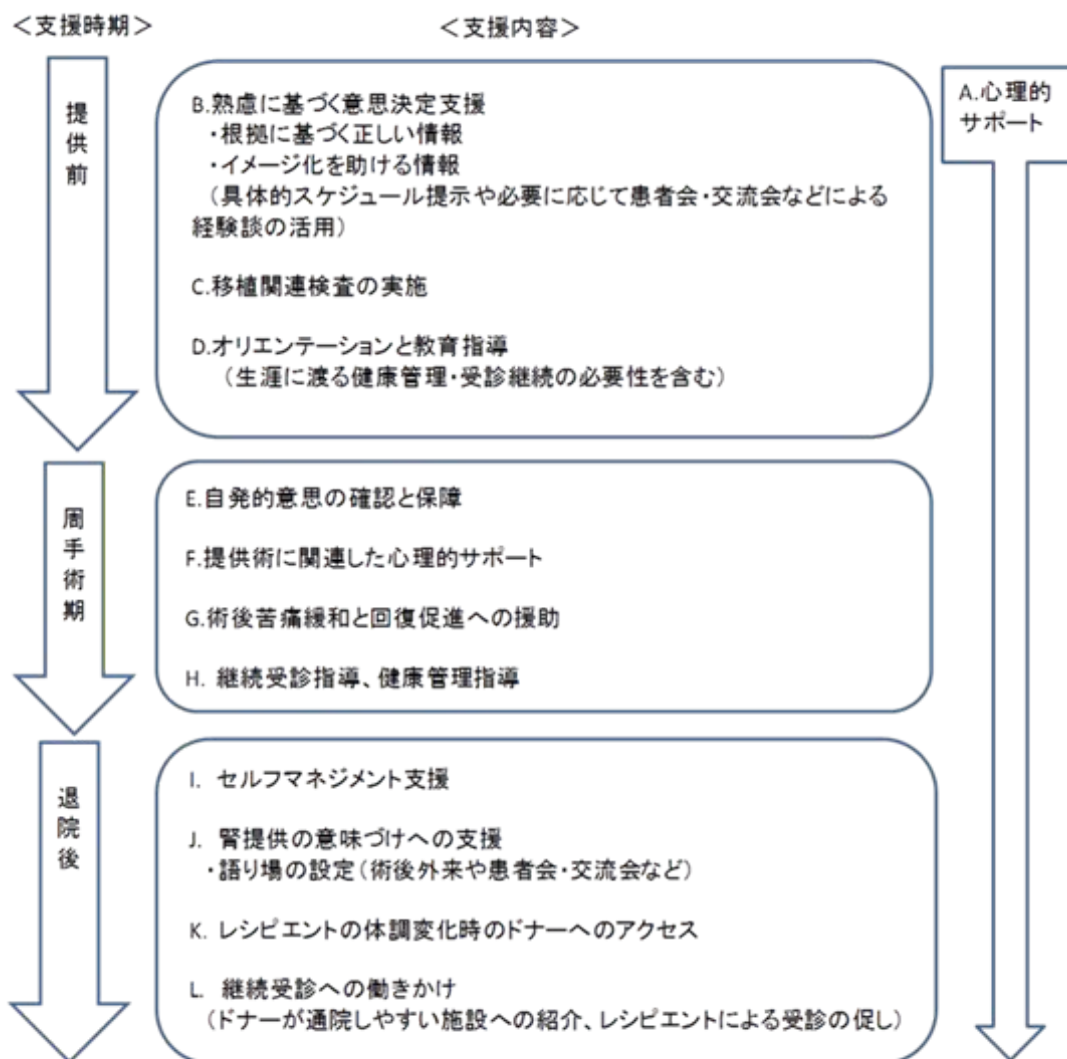 ＜支援時期＞
＜支援内容＞
提供前
B.熟慮に基づく意思決定支援
・根拠に基づく正しい情報
・イメージ化を助ける情報
（具体的スケジュール提示や必要に応じて患者会・交流会などによる
経験談の活用）
C.移植関連検査の実施
D.オリエンテーションと教育指導
（生涯に渡る健康管理・受診継続の必要性を含む）
A.心理的
サポート
周手術期
E.自発的意思の確認と保障
F.提供術に関連した心理的サポート
G.術後苦痛緩和と回復促進への援助
H. 継続受診指導、健康管理指導
退院後
I. セルフマネジメント支援
J. 腎提供の意味づけへの支援
・語り場の設定（術後外来や患者会・交流会など）
K. レシピエントの体調変化時のドナーへのアクセス
L. 継続受診への働きかけ
（ドナーが通院しやすい施設への紹介、レシピエントによる受診の促し）